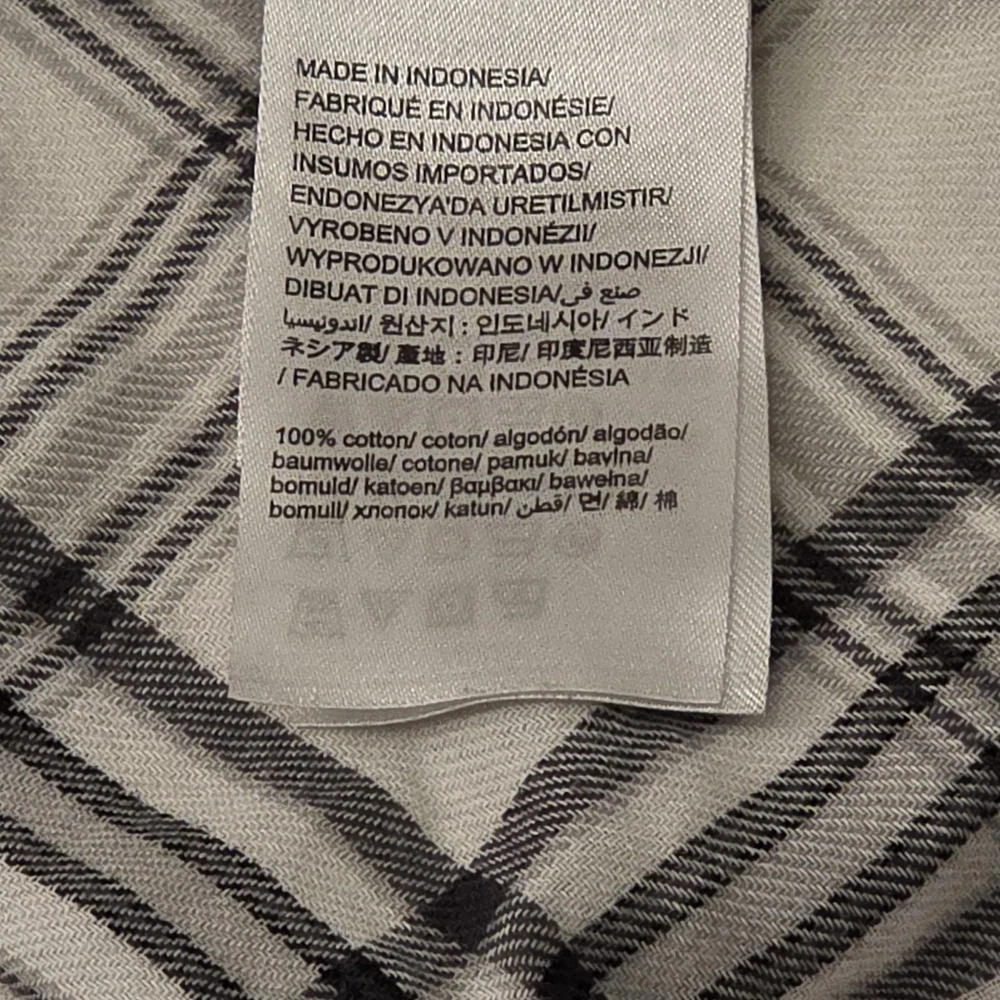 MADE IN INDONESIA/
FABRIQUÉ EN INDONÉSIE/
HECHO EN INDONESIA CON
INSUMOS IMPORTADOS/
ENDONEZYA'DA URETILMISTIR/
VYROBENO V INDONÉZII/
WYPRODUKOWANO W INDONEZJI/
DIBUAT DI INDONESIA/صنع في
اندونيسيا/ 원산지 : 인도네시아/ インド
ネシア製/ 產地 : 印尼/ 印度尼西亚制造
/ FABRICADO NA INDONÉSIA
100% cotton/ coton/ algodón/ algodão/
baumwolle/ cotone/ pamuk/ bavlna/
bomuld/ katoen/ βαμβακι/ bawełna/
bomull/ хлопок/ katun/ قطن/ 면/ 綿/ 棉